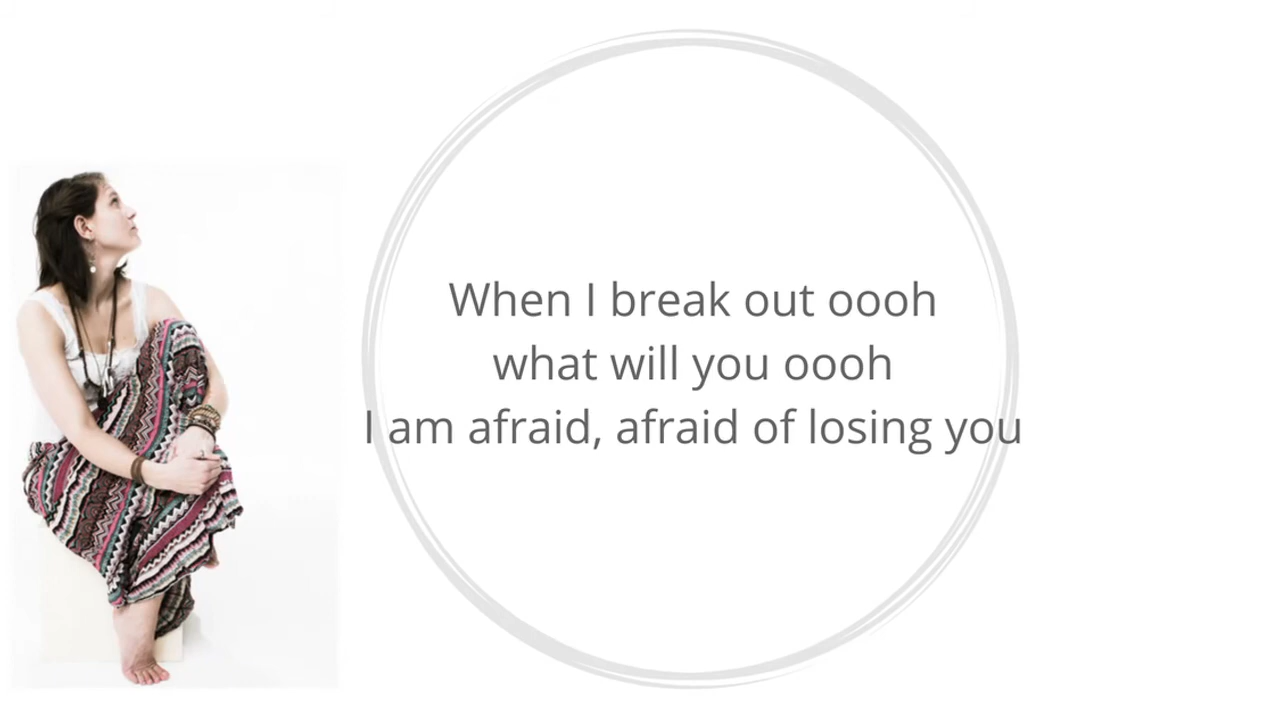 When I break out oooh
what will you oooh
I am afraid, afraid of losing you